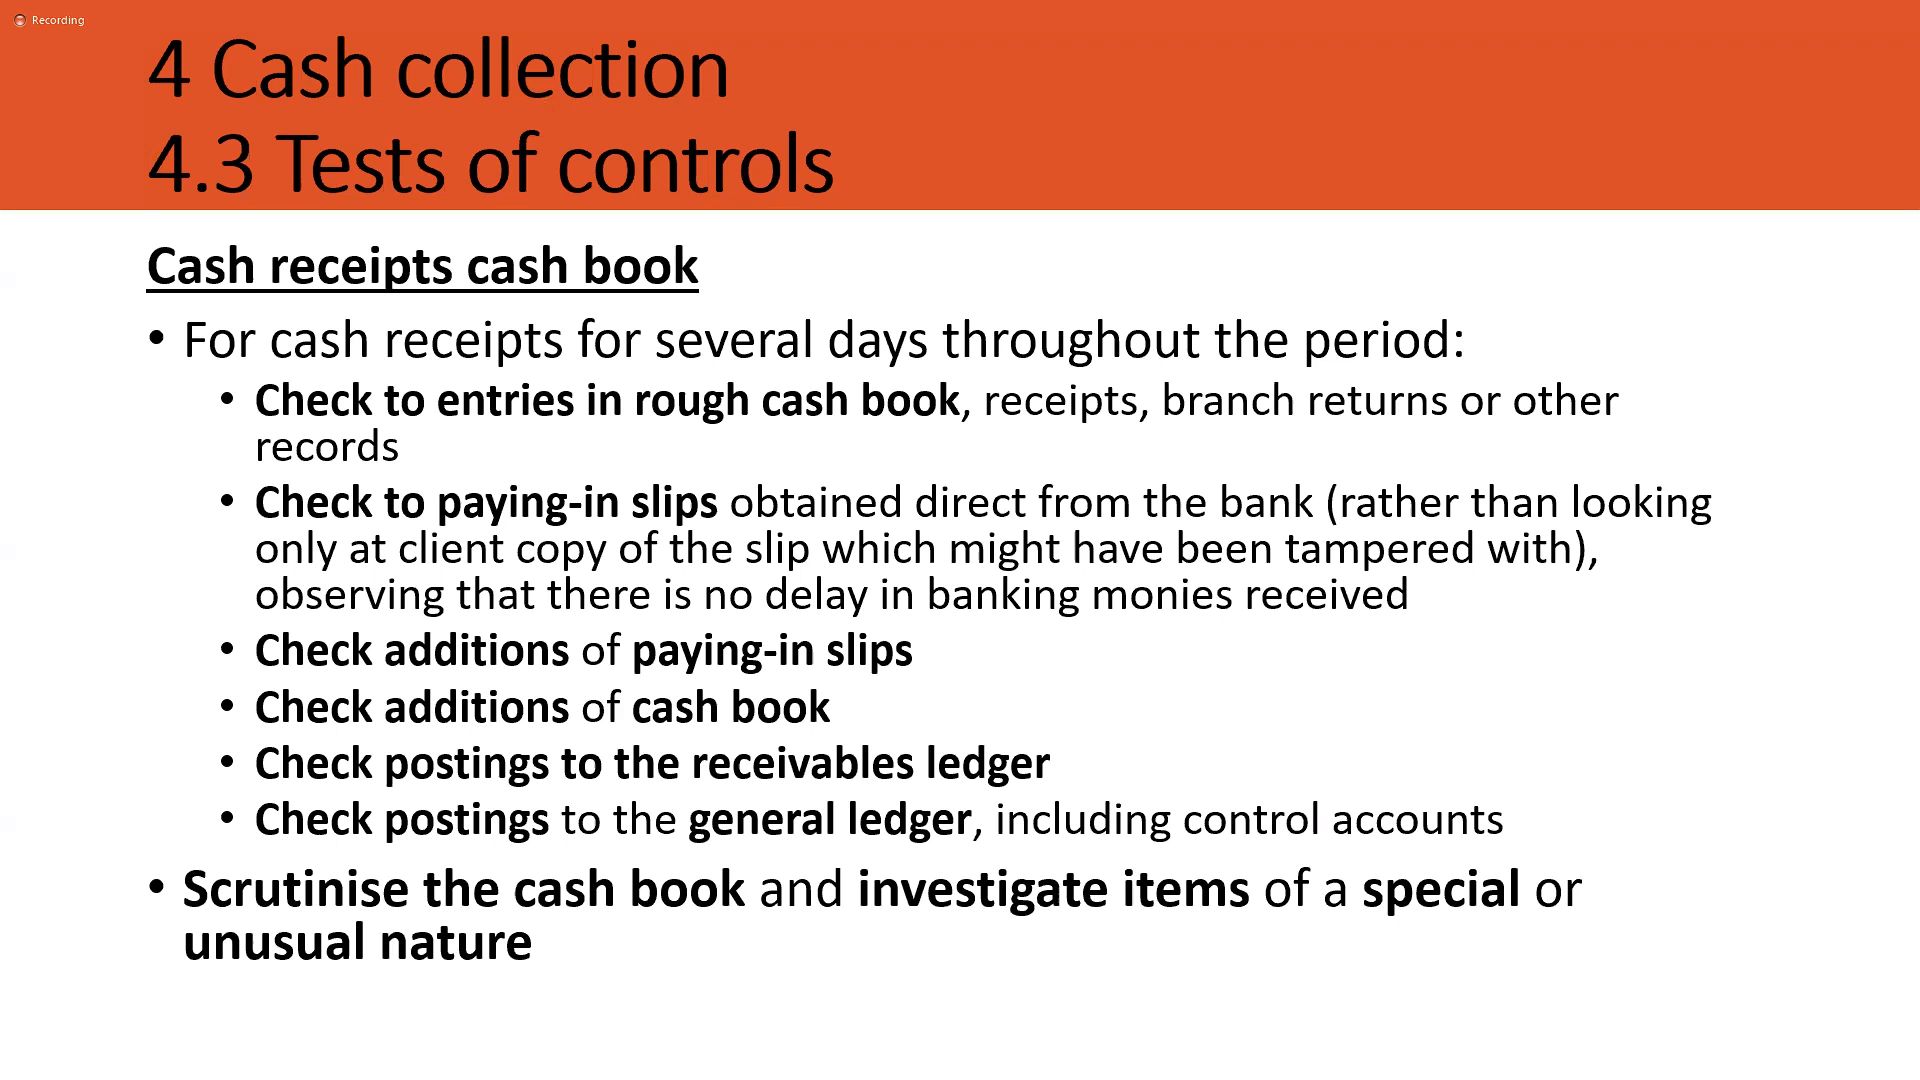 Recording
4 Cash collection
4.3 Tests of controls
Cash receipts cash book
• For cash receipts for several days throughout the period:
• Check to entries in rough cash book, receipts, branch returns or other
records
• Check to paying-in slips obtained direct from the bank (rather than looking
only at client copy of the slip which might have been tampered with),
observing that there is no delay in banking monies received
• Check additions of paying-in slips
• Check additions of cash book
• Check postings to the receivables ledger
• Check postings to the general ledger, including control accounts
• Scrutinise the cash book and investigate items of a special or
unusual nature